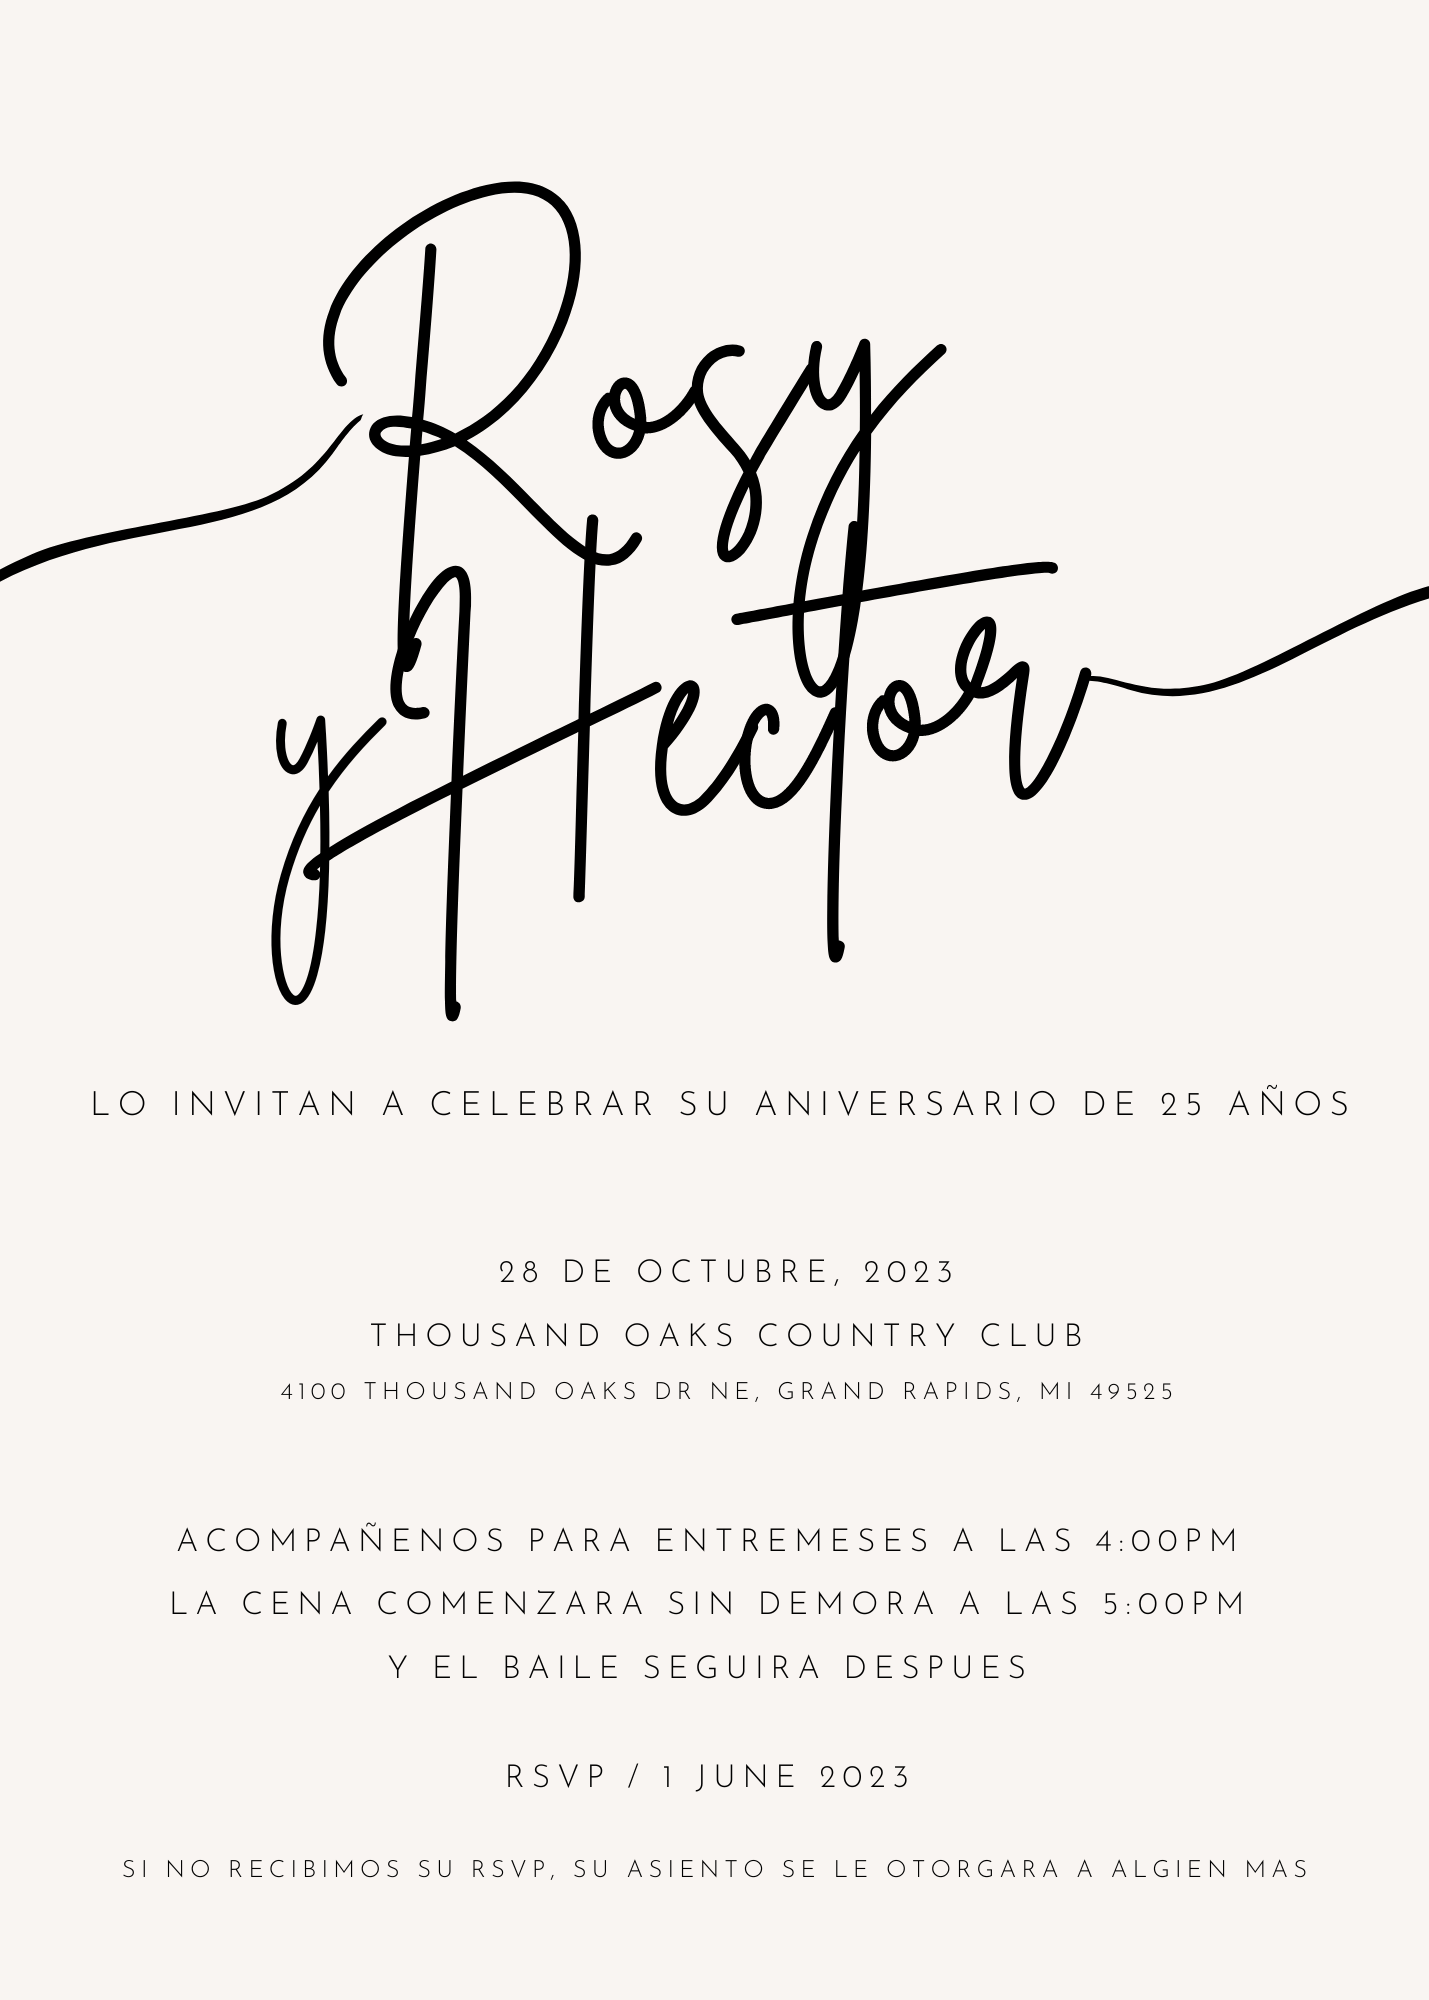 Rosy
y Hector
LO INVITAN A CELEBRAR SU ANIVERSARIO DE 25 AÑOS
28 DE OCTUBRE, 2023
THOUSAND OAKS COUNTRY CLUB
4100 THOUSAND OAKS DR NE, GRAND RAPIDS, MI 49525
ACOMPAÑENOS PARA ENTREMESES A LAS 4:00PM
LA CENA COMENZARA SIN DEMORA A LAS 5:00PM
Y EL BAILE SEGUIRA DESPUES
RSVP / 1 JUNE 2023
SI NO RECIBIMOS SU RSVP, SU ASIENTO SE LE OTORGARA A ALGIEN MAS